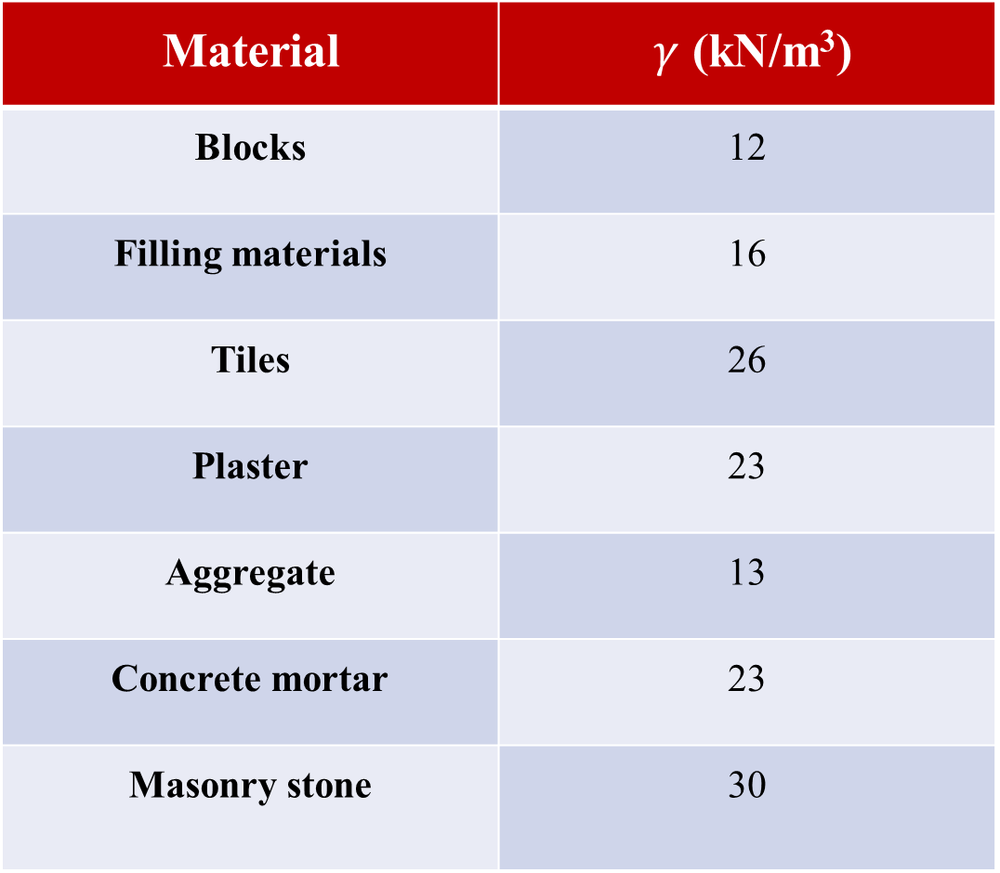 Material γ (kN/m³)
Blocks 12
Filling materials 16
Tiles 26
Plaster 23
Aggregate 13
Concrete mortar 23
Masonry stone 30